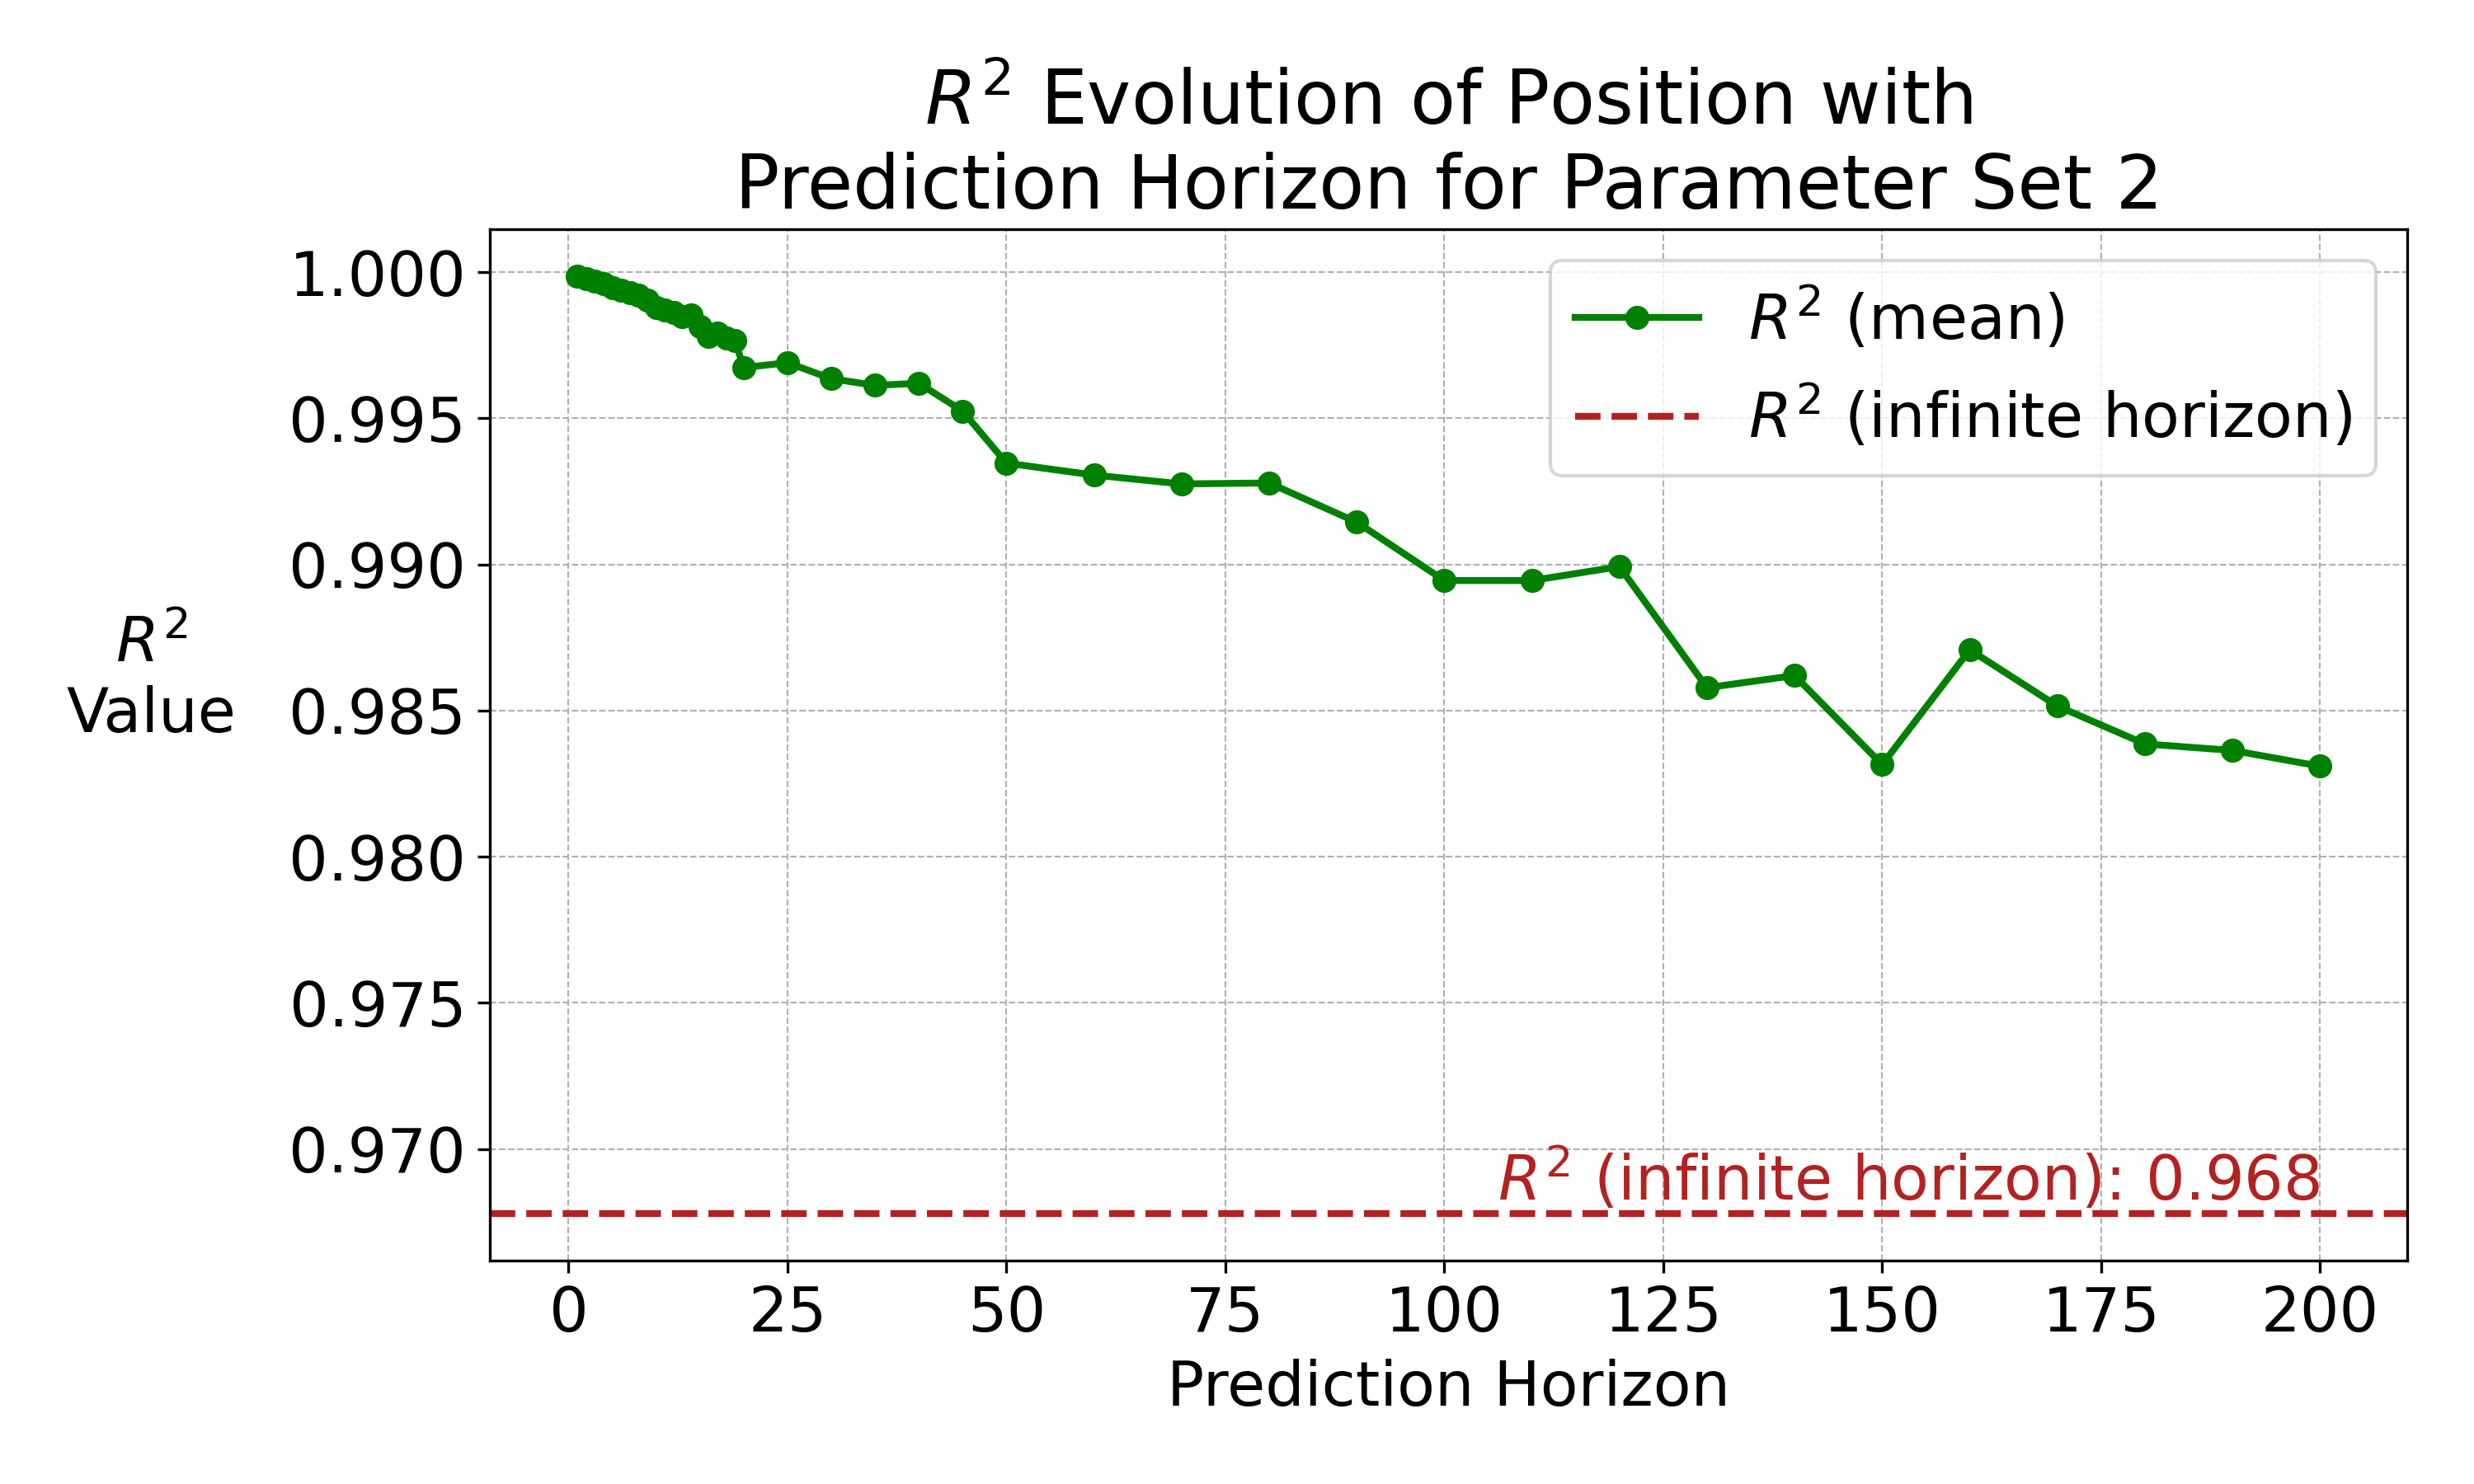 R² Evolution of Position with
Prediction Horizon for Parameter Set 2
R² (mean)
R² (infinite horizon)
1.000
0.995
0.990
0.985
0.980
0.975
0.970
R²
Value
R² (infinite horizon): 0.968
0 25 50 75 100 125 150 175 200
Prediction Horizon